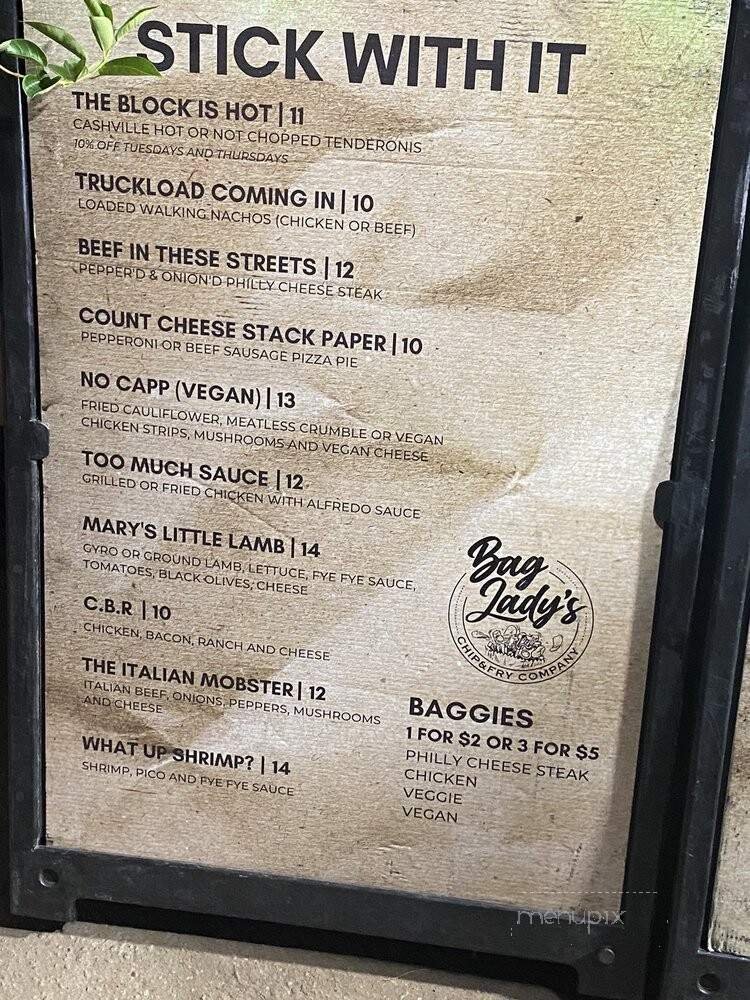 STICK WITH IT
THE BLOCK IS HOT | 11
CASHVILLE HOT OR NOT CHOPPED TENDERONIS
10% OFF TUESDAYS AND THURSDAYS
TRUCKLOAD COMING IN | 10
LOADED WALKING NACHOS (CHICKEN OR BEEF)
BEEF IN THESE STREETS | 12
PEPPER'D & ONION'D PHILLY CHEESE STEAK
COUNT CHEESE STACK PAPER | 10
PEPPERONI OR BEEF SAUSAGE PIZZA PIE
NO CAPP (VEGAN) | 13
FRIED CAULIFLOWER, MEATLESS CRUMBLE OR VEGAN
CHICKEN STRIPS, MUSHROOMS AND VEGAN CHEESE
TOO MUCH SAUCE | 12
GRILLED OR FRIED CHICKEN WITH ALFREDO SAUCE
MARY'S LITTLE LAMB | 14
GYRO OR GROUND LAMB, LETTUCE, FYE FYE SAUCE,
TOMATOES, BLACK OLIVES, CHEESE
C.B.R | 10
CHICKEN, BACON, RANCH AND CHEESE
THE ITALIAN MOBSTER | 12
ITALIAN BEEF, ONIONS, PEPPERS, MUSHROOMS
AND CHEESE
WHAT UP SHRIMP? | 14
SHRIMP, PICO AND FYE FYE SAUCE
Bag
Lady's
CHIP&FRY COMPANY
BAGGIES
1 FOR $2 OR 3 FOR $5
PHILLY CHEESE STEAK
CHICKEN
VEGGIE
VEGAN
menupix